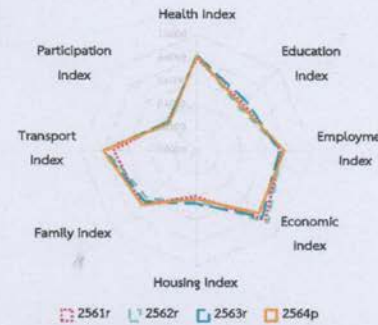 Health Index
Participation
Index
Education
Index
Transport
Index
Employme
Index
Family Index
Economic
Index
Housing Index
2561r 2562r 2563r 2564p